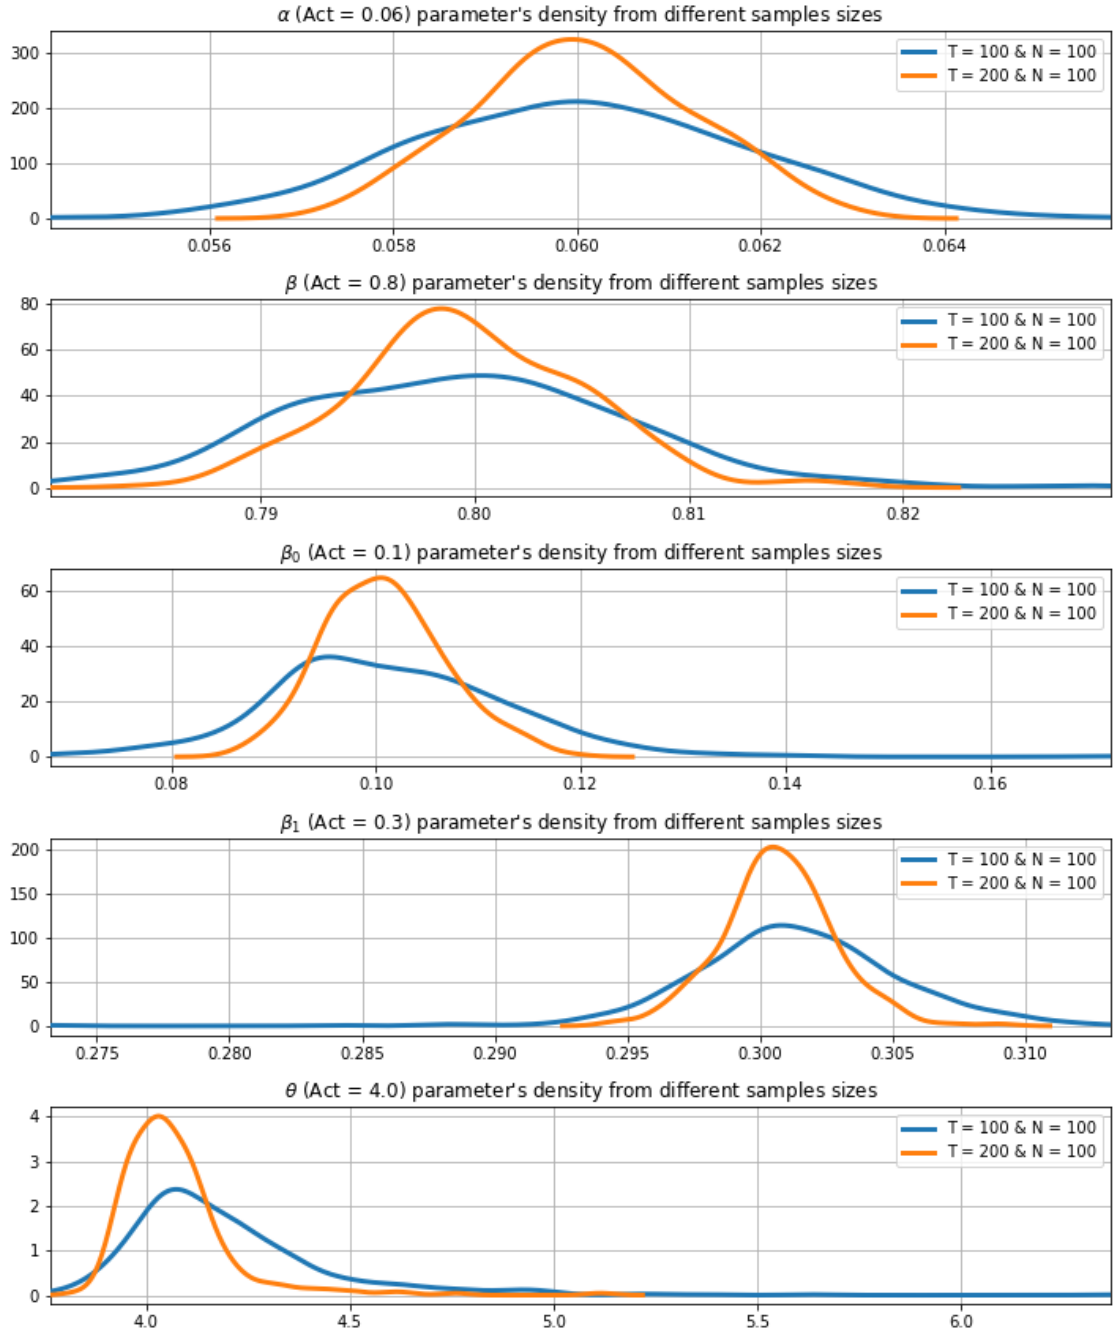 α (Act = 0.06) parameter's density from different samples sizes
300
200
100
0
T = 100 & N = 100
T = 200 & N = 100
0.056 0.058 0.060 0.062 0.064
β (Act = 0.8) parameter's density from different samples sizes
80
60
40
20
0
T = 100 & N = 100
T = 200 & N = 100
0.79 0.80 0.81 0.82
β₀ (Act = 0.1) parameter's density from different samples sizes
60
40
20
0
T = 100 & N = 100
T = 200 & N = 100
0.08 0.10 0.12 0.14 0.16
β₁ (Act = 0.3) parameter's density from different samples sizes
200
150
100
50
0
T = 100 & N = 100
T = 200 & N = 100
0.275 0.280 0.285 0.290 0.295 0.300 0.305 0.310
θ (Act = 4.0) parameter's density from different samples sizes
4
3
2
1
0
T = 100 & N = 100
T = 200 & N = 100
4.0 4.5 5.0 5.5 6.0